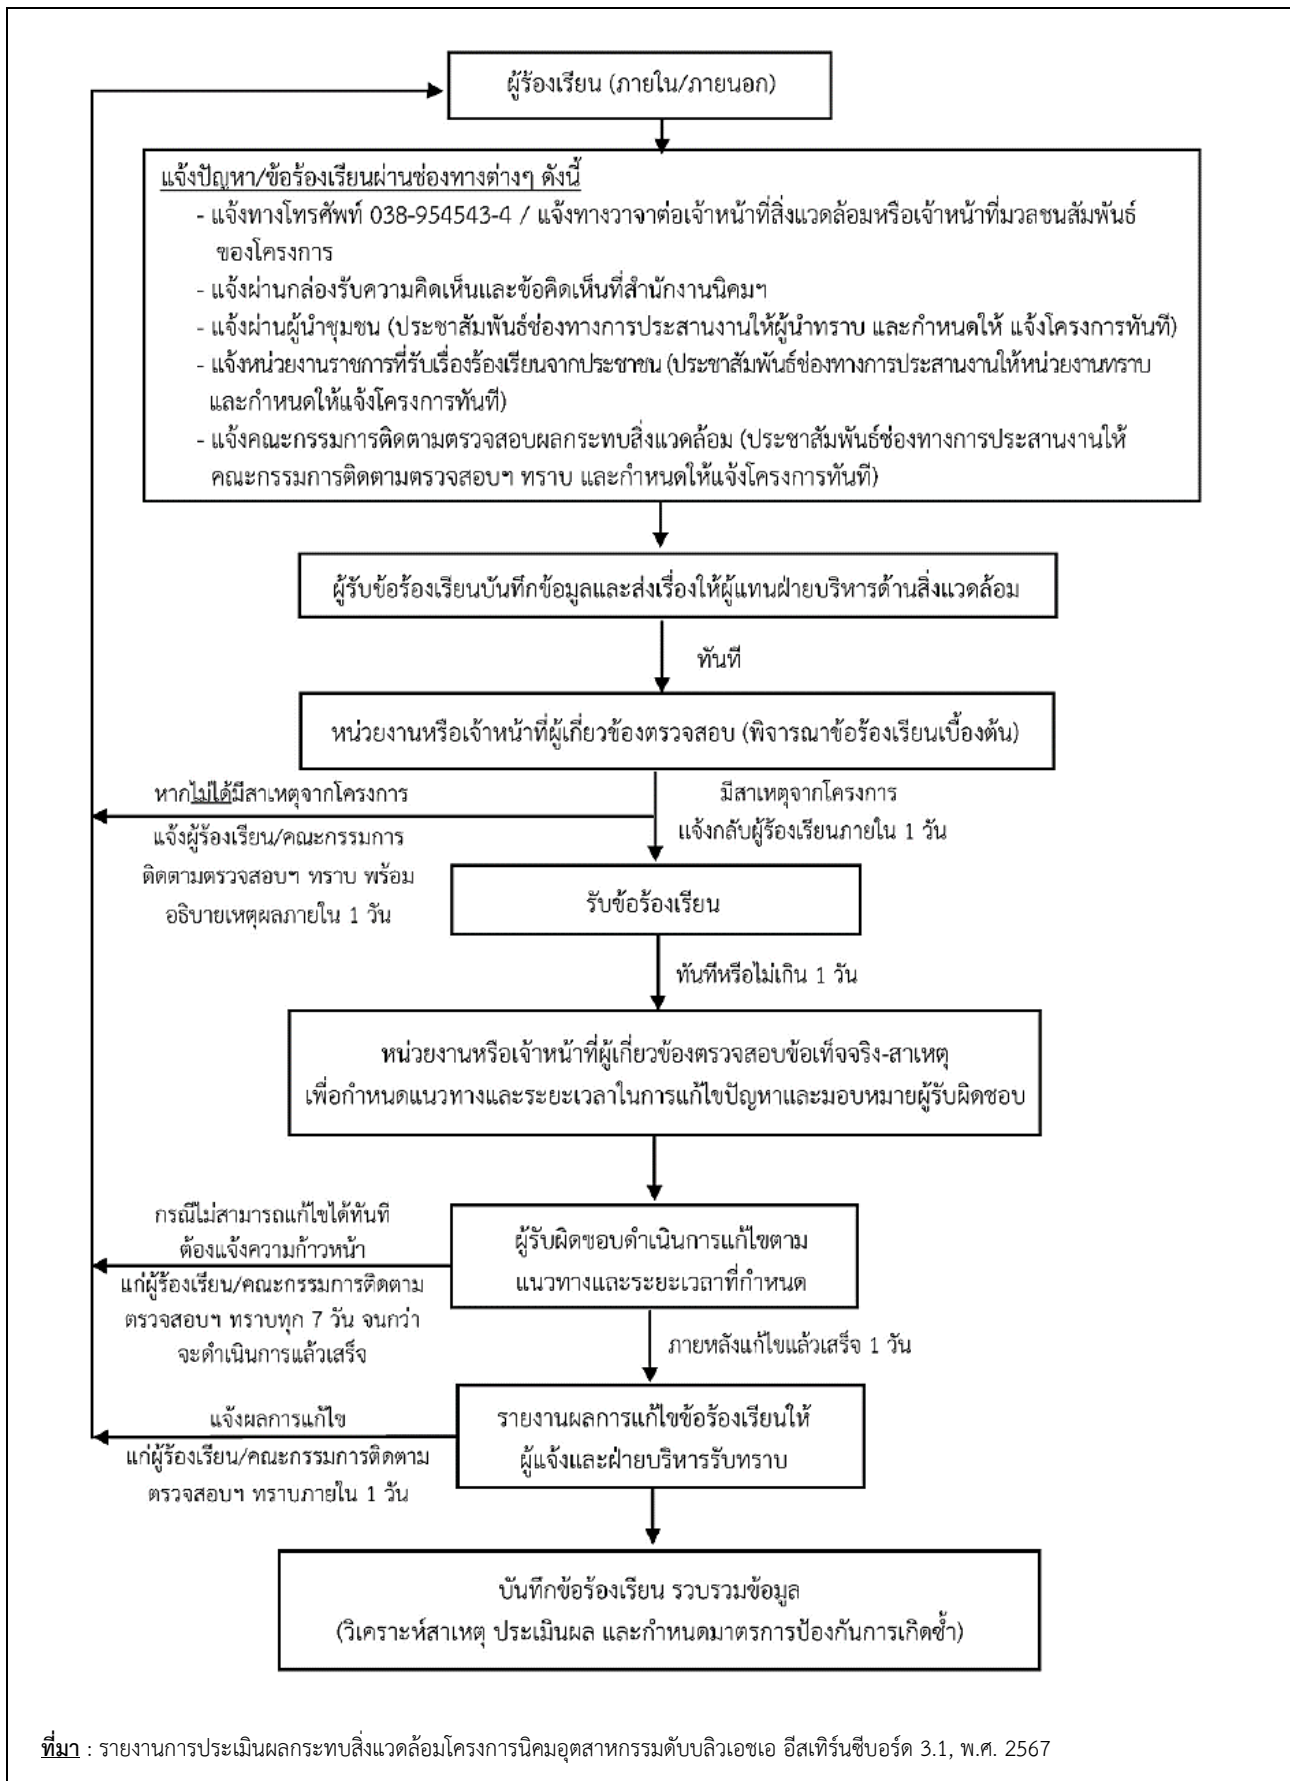 ผู้ร้องเรียน (ภายใน/ภายนอก)
แจ้งปัญหา/ข้อร้องเรียนผ่านช่องทางต่างๆ ดังนี้
- แจ้งทางโทรศัพท์ 038-954543-4 / แจ้งทางวาจาต่อเจ้าหน้าที่สิ่งแวดล้อมหรือเจ้าหน้าที่มวลชนสัมพันธ์
ของโครงการ
- แจ้งผ่านกล่องรับความคิดเห็นและข้อคิดเห็นที่สำนักงานนิคมฯ
- แจ้งผ่านผู้นำชุมชน (ประชาสัมพันธ์ช่องทางการประสานงานให้ผู้นำทราบ และกำหนดให้ แจ้งโครงการทันที)
- แจ้งหน่วยงานราชการที่รับเรื่องร้องเรียนจากประชาชน (ประชาสัมพันธ์ช่องทางการประสานงานให้หน่วยงานทราบ
และกำหนดให้แจ้งโครงการทันที)
- แจ้งคณะกรรมการติดตามตรวจสอบผลกระทบสิ่งแวดล้อม (ประชาสัมพันธ์ช่องทางการประสานงานให้
คณะกรรมการติดตามตรวจสอบฯ ทราบ และกำหนดให้แจ้งโครงการทันที)
ผู้รับข้อร้องเรียนบันทึกข้อมูลและส่งเรื่องให้ผู้แทนฝ่ายบริหารด้านสิ่งแวดล้อม
ทันที
หน่วยงานหรือเจ้าหน้าที่ผู้เกี่ยวข้องตรวจสอบ (พิจารณาข้อร้องเรียนเบื้องต้น)
หากไม่ได้มีสาเหตุจากโครงการ
แจ้งผู้ร้องเรียน/คณะกรรมการ
ติดตามตรวจสอบฯ ทราบ พร้อม
อธิบายเหตุผลภายใน 1 วัน
มีสาเหตุจากโครงการ
แจ้งกลับผู้ร้องเรียนภายใน 1 วัน
รับข้อร้องเรียน
ทันทีหรือไม่เกิน 1 วัน
หน่วยงานหรือเจ้าหน้าที่ผู้เกี่ยวข้องตรวจสอบข้อเท็จจริง-สาเหตุ
เพื่อกำหนดแนวทางและระยะเวลาในการแก้ไขปัญหาและมอบหมายผู้รับผิดชอบ
กรณีไม่สามารถแก้ไขได้ทันที
ต้องแจ้งความก้าวหน้า
แก่ผู้ร้องเรียน/คณะกรรมการติดตาม
ตรวจสอบฯ ทราบทุก 7 วัน จนกว่า
จะดำเนินการแล้วเสร็จ
ผู้รับผิดชอบดำเนินการแก้ไขตาม
แนวทางและระยะเวลาที่กำหนด
ภายหลังแก้ไขแล้วเสร็จ 1 วัน
แจ้งผลการแก้ไข
แก่ผู้ร้องเรียน/คณะกรรมการติดตาม
ตรวจสอบฯ ทราบภายใน 1 วัน
รายงานผลการแก้ไขข้อร้องเรียนให้
ผู้แจ้งและฝ่ายบริหารรับทราบ
บันทึกข้อร้องเรียน รวบรวมข้อมูล
(วิเคราะห์สาเหตุ ประเมินผล และกำหนดมาตรการป้องกันการเกิดซ้ำ)
ที่มา : รายงานการประเมินผลกระทบสิ่งแวดล้อมโครงการนิคมอุตสาหกรรมดับบลิวเอชเอ อีสเทิร์นซีบอร์ด 3.1, พ.ศ. 2567